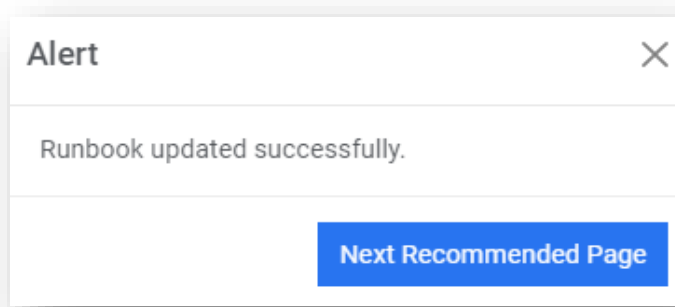 Alert
Runbook updated successfully.
Next Recommended Page